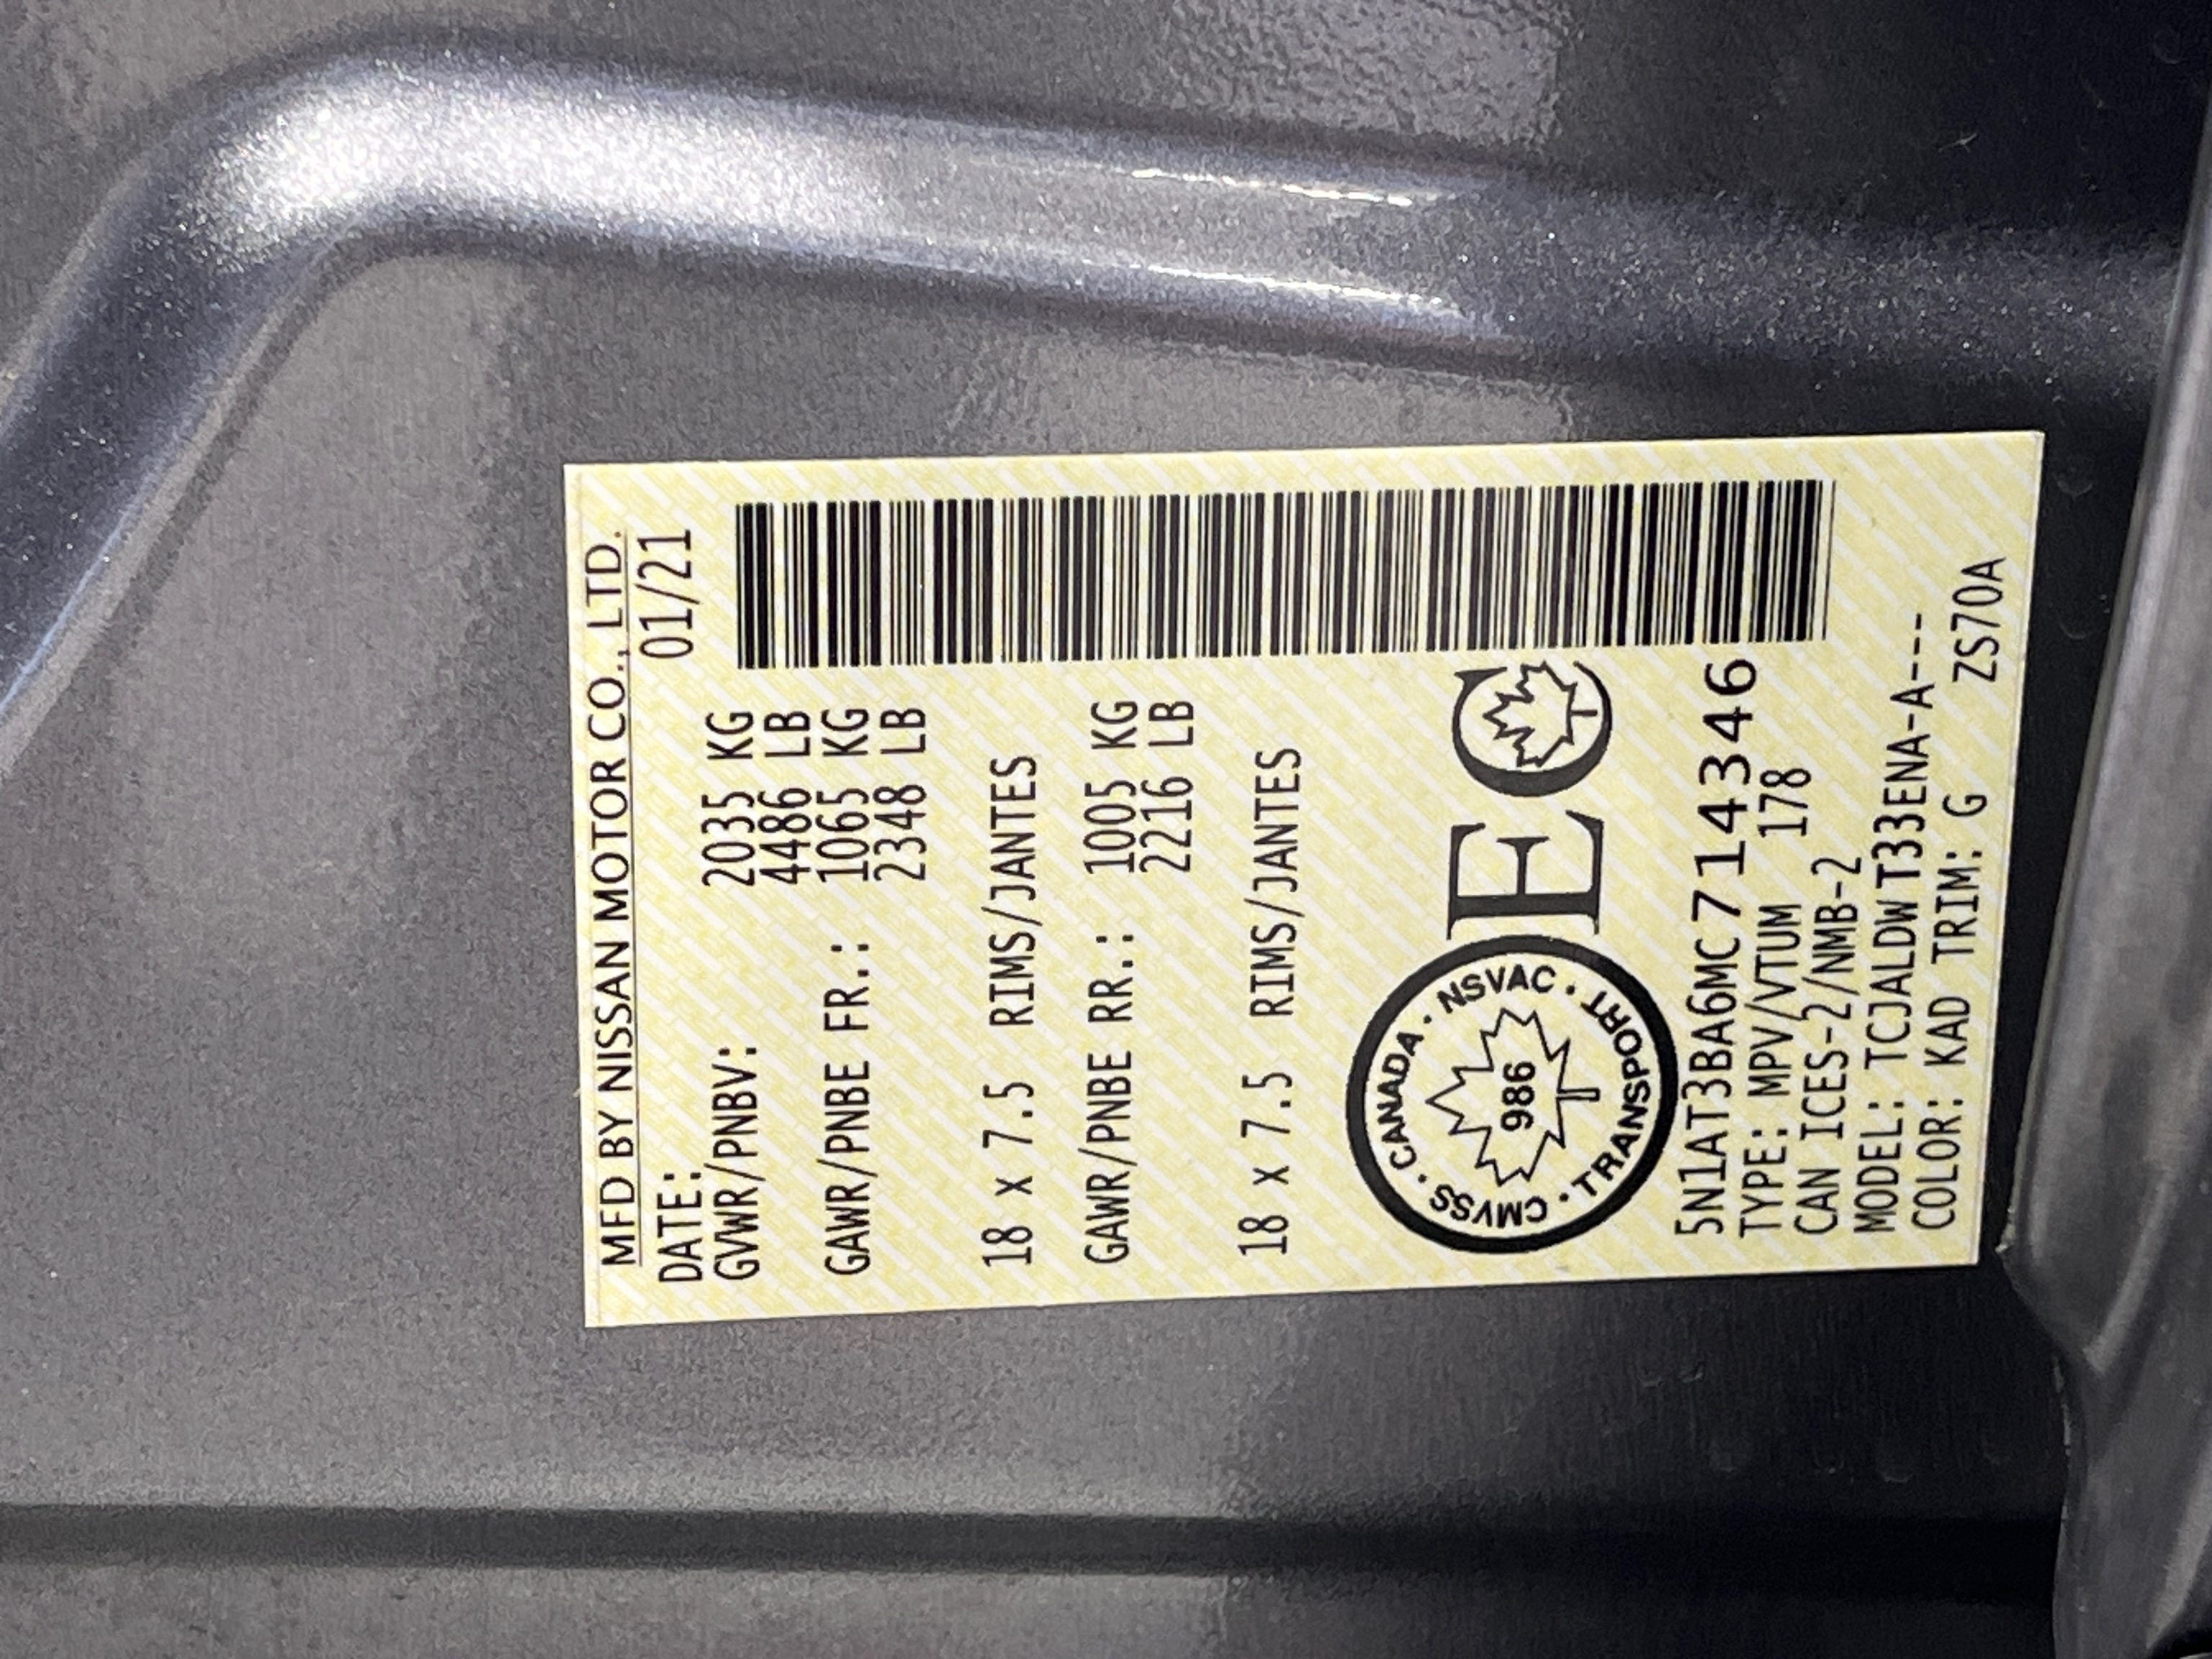 MFD BY NISSAN MOTOR CO., LTD.
DATE: 01/21
GVWR/PNBV: 2035 KG
4486 LB
GAWR/PNBE FR.: 1065 KG
2348 LB
18 x 7.5 RIMS/JANTES
GAWR/PNBE RR.: 1005 KG
2216 LB
18 x 7.5 RIMS/JANTES
CANADA · NSVAC · TRANSPORT · CMVSS ·
986
EC
5N1AT3BA6MC714346
TYPE: MPV/VTUM 178
CAN ICES-2/NMB-2
MODEL: TCJALDWT33ENA-A---
COLOR: KAD TRIM: G ZS70A